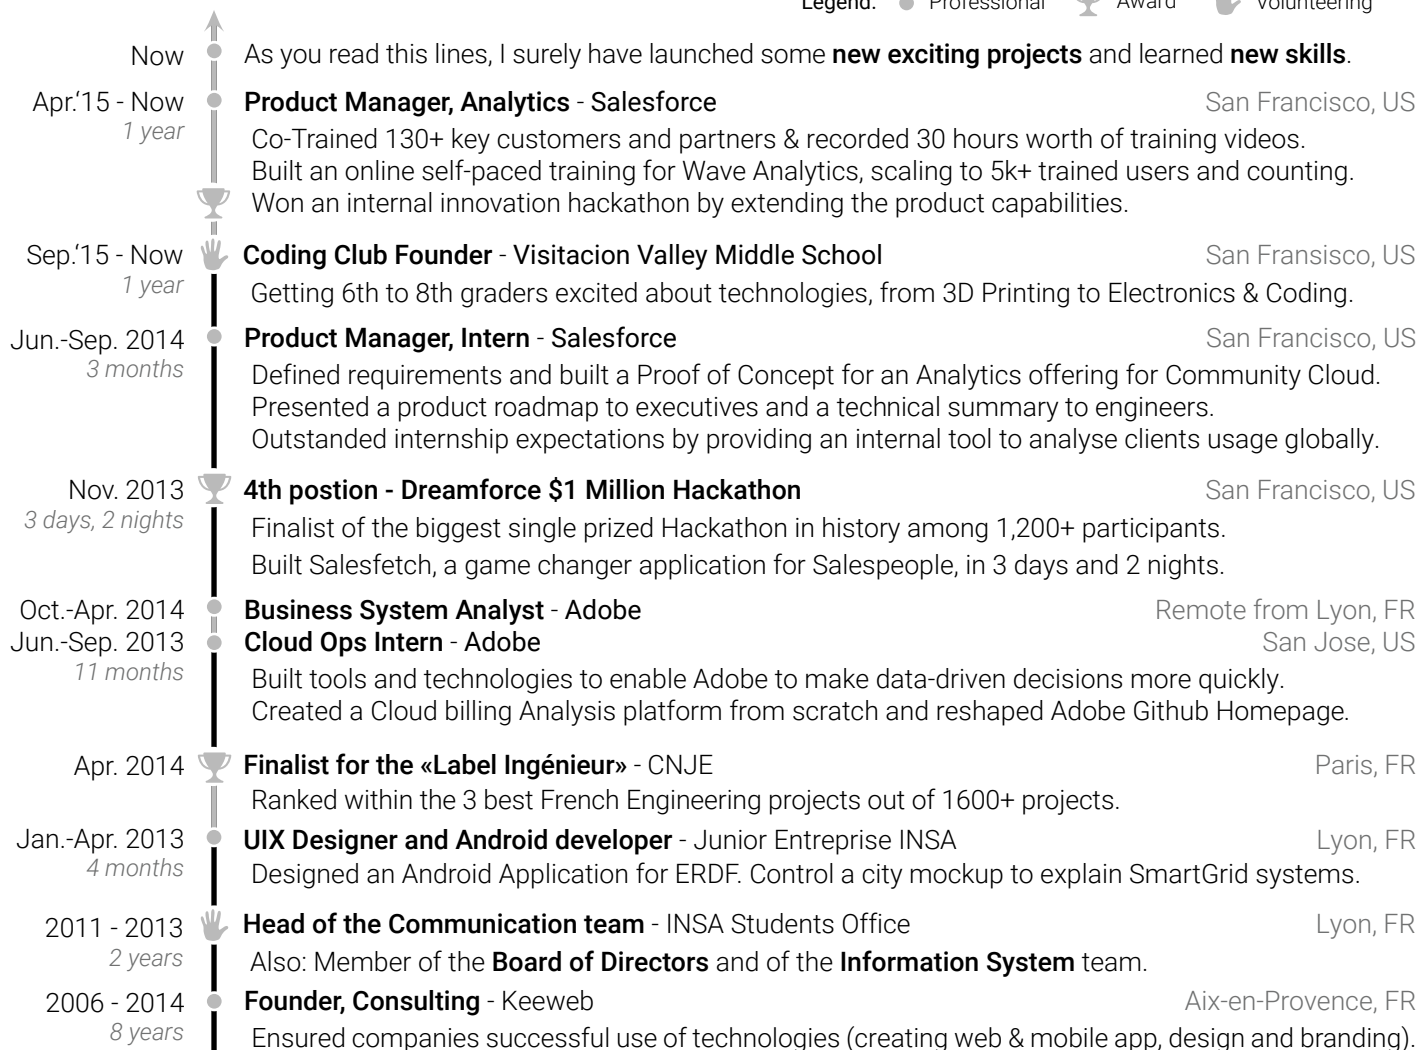 Legend: Professional Award Volunteering
Now As you read this lines, I surely have launched some new exciting projects and learned new skills.
Apr.‘15 - Now Product Manager, Analytics - Salesforce San Francisco, US
1 year Co-Trained 130+ key customers and partners & recorded 30 hours worth of training videos.
Built an online self-paced training for Wave Analytics, scaling to 5k+ trained users and counting.
Won an internal innovation hackathon by extending the product capabilities.
Sep.‘15 - Now Coding Club Founder - Visitacion Valley Middle School San Fransisco, US
1 year Getting 6th to 8th graders excited about technologies, from 3D Printing to Electronics & Coding.
Jun.-Sep. 2014 Product Manager, Intern - Salesforce San Francisco, US
3 months Defined requirements and built a Proof of Concept for an Analytics offering for Community Cloud.
Presented a product roadmap to executives and a technical summary to engineers.
Outstanded internship expectations by providing an internal tool to analyse clients usage globally.
Nov. 2013 4th postion - Dreamforce $1 Million Hackathon San Francisco, US
3 days, 2 nights Finalist of the biggest single prized Hackathon in history among 1,200+ participants.
Built Salesfetch, a game changer application for Salespeople, in 3 days and 2 nights.
Oct.-Apr. 2014 Business System Analyst - Adobe Remote from Lyon, FR
Jun.-Sep. 2013 Cloud Ops Intern - Adobe San Jose, US
11 months Built tools and technologies to enable Adobe to make data-driven decisions more quickly.
Created a Cloud billing Analysis platform from scratch and reshaped Adobe Github Homepage.
Apr. 2014 Finalist for the «Label Ingénieur» - CNJE Paris, FR
Ranked within the 3 best French Engineering projects out of 1600+ projects.
Jan.-Apr. 2013 UIX Designer and Android developer - Junior Entreprise INSA Lyon, FR
4 months Designed an Android Application for ERDF. Control a city mockup to explain SmartGrid systems.
2011 - 2013 Head of the Communication team - INSA Students Office Lyon, FR
2 years Also: Member of the Board of Directors and of the Information System team.
2006 - 2014 Founder, Consulting - Keeweb Aix-en-Provence, FR
8 years Ensured companies successful use of technologies (creating web & mobile app, design and branding).